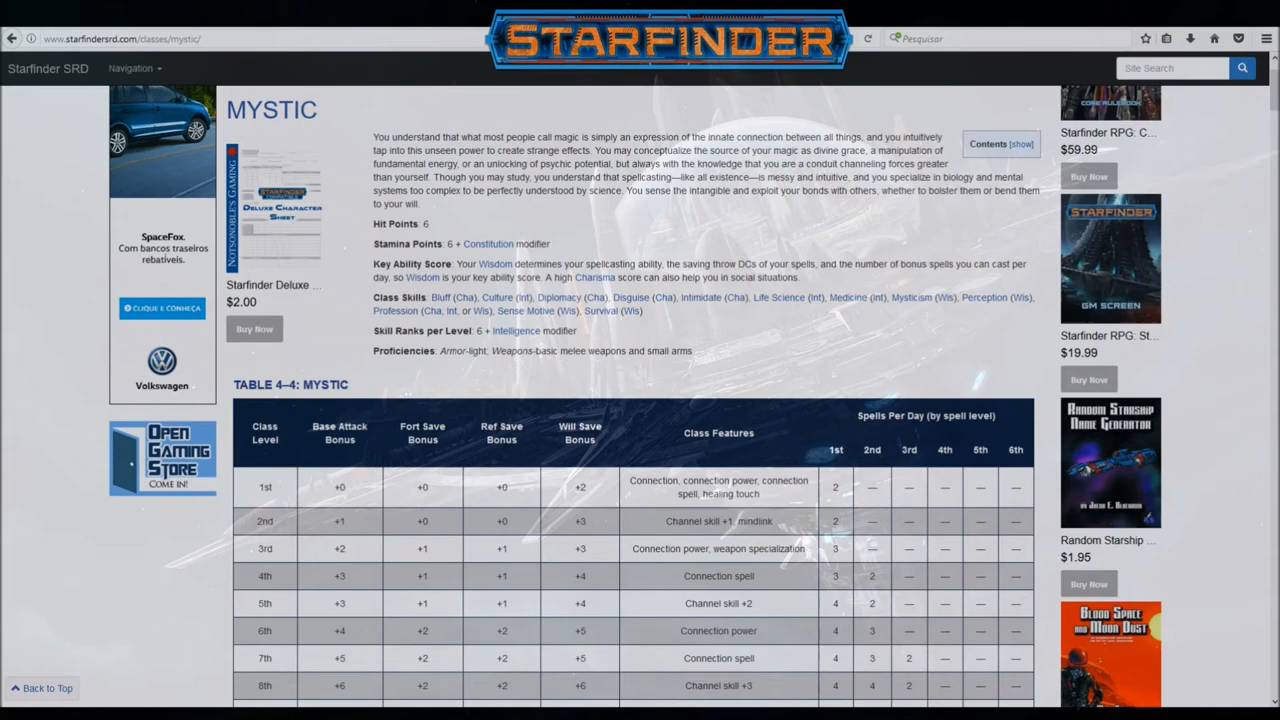 STARFINDER
www.starfindersrd.com/classes/mystic/
Pesquisar
Starfinder SRD
Navigation
Site Search
MYSTIC
You understand that what most people call magic is simply an expression of the innate connection between all things, and you intuitively
tap into this unseen power to create strange effects. You may conceptualize the source of your magic as divine grace, a manipulation of
fundamental energy, or an unlocking of psychic potential, but always with the knowledge that you are a conduit channeling forces greater
than yourself. Though you may study, you understand that spellcasting—like all existence—is messy and intuitive, and you specialize in biology and mental
systems too complex to be perfectly understood by science. You sense the intangible and exploit your bonds with others, whether to bolster them or bend them
to your will.
Contents [show]
Hit Points: 6
Stamina Points: 6 + Constitution modifier
Key Ability Score: Your Wisdom determines your spellcasting ability, the saving throw DCs of your spells, and the number of bonus spells you can cast per
day, so Wisdom is your key ability score. A high Charisma score can also help you in social situations.
Class Skills: Bluff (Cha), Culture (Int), Diplomacy (Cha), Disguise (Cha), Intimidate (Cha), Life Science (Int), Medicine (Int), Mysticism (Wis), Perception (Wis),
Profession (Cha, Int, or Wis), Sense Motive (Wis), Survival (Wis)
Skill Ranks per Level: 6 + Intelligence modifier
Proficiencies: Armor-light; Weapons-basic melee weapons and small arms
SpaceFox.
Com bancos traseiros
rebatíveis.
CLIQUE E CONHEÇA
Volkswagen
OPEN
GAMING
STORE
COME IN!
NOTSONOBLE'S GAMING
DELUXE CHARACTER
SHEET
Starfinder Deluxe ...
$2.00
Buy Now
TABLE 4–4: MYSTIC
Class Level Base Attack Bonus Fort Save Bonus Ref Save Bonus Will Save Bonus Class Features Spells Per Day (by spell level)
1st 2nd 3rd 4th 5th 6th
1st +0 +0 +0 +2 Connection, connection power, connection spell, healing touch 2 — — — — —
2nd +1 +0 +0 +3 Channel skill +1, mindlink 2 — — — — —
3rd +2 +1 +1 +3 Connection power, weapon specialization 3 — — — — —
4th +3 +1 +1 +4 Connection spell 3 2 — — — —
5th +3 +1 +1 +4 Channel skill +2 4 2 — — — —
6th +4 +2 +2 +5 Connection power 4 3 — — — —
7th +5 +2 +2 +5 Connection spell 4 3 2 — — —
8th +6 +2 +2 +6 Channel skill +3 4 4 2 — — —
Back to Top
CORE RULEBOOK
Starfinder RPG: C...
$59.99
Buy Now
STARFINDER
GM SCREEN
Starfinder RPG: St...
$19.99
Buy Now
RANDOM STARSHIP
NAME GENERATOR
Random Starship ...
$1.95
Buy Now
BLOOD SPACE
AND MOON DUST